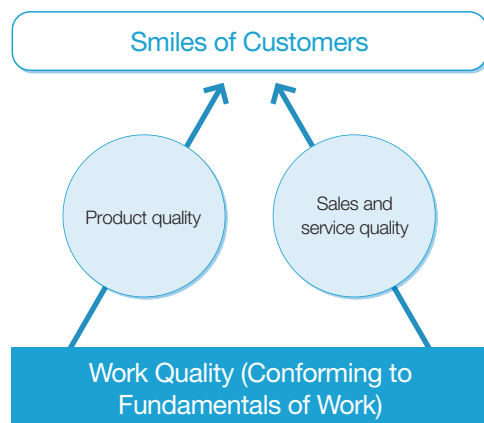 Smiles of Customers
Product quality
Sales and
service quality
Work Quality (Conforming to
Fundamentals of Work)